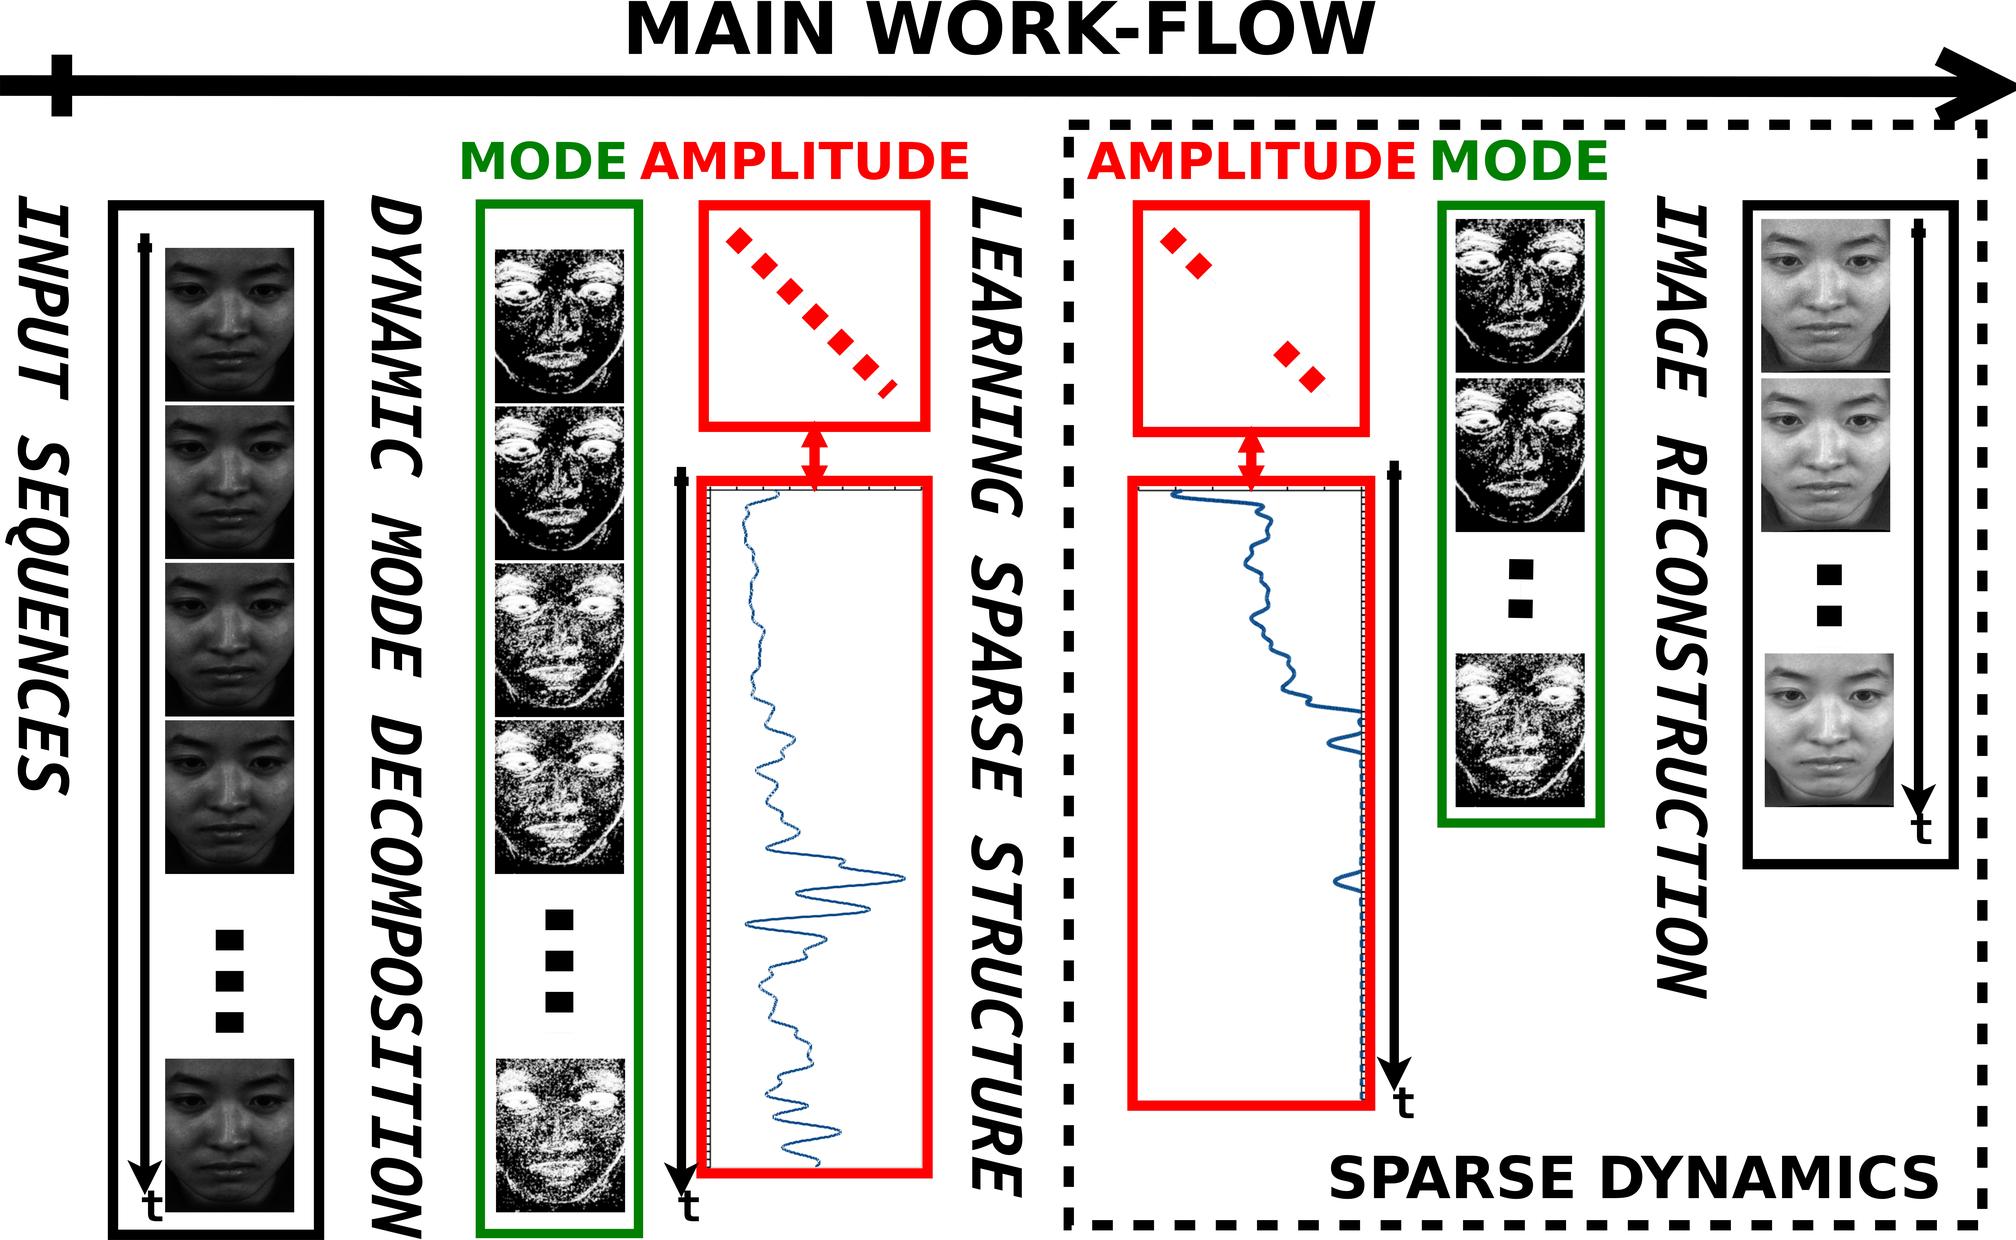 MAIN WORK-FLOW
INPUT SEQUENCES
t
DYNAMIC MODE DECOMPOSITION
MODE
AMPLITUDE
t
LEARNING SPARSE STRUCTURE
AMPLITUDE
MODE
t
IMAGE RECONSTRUCTION
t
SPARSE DYNAMICS